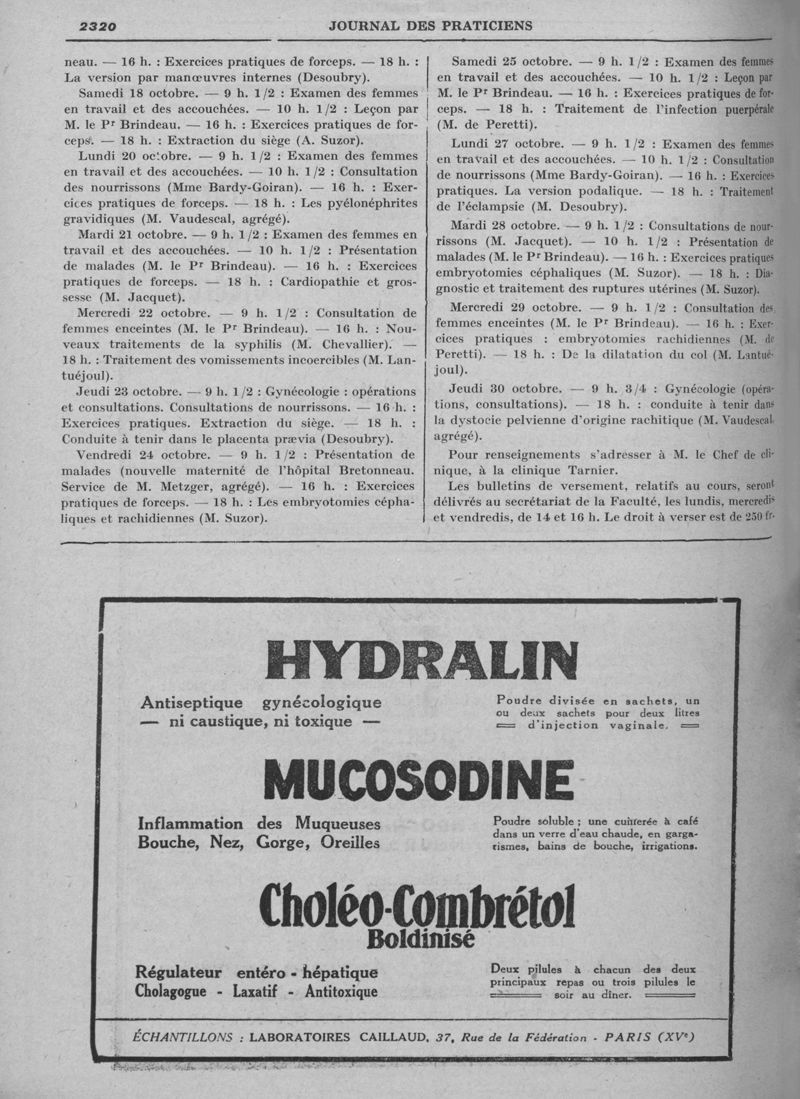 2320
JOURNAL DES PRATICIENS
neau. — 16 h. : Exercices pratiques de forceps. — 18 h. :
La version par manœuvres internes (Desoubry).
Samedi 18 octobre. — 9 h. 1/2 : Examen des femmes
en travail et des accouchées. — 10 h. 1/2 : Leçon par
M. le Pr Brindeau. — 16 h. : Exercices pratiques de for-
ceps. — 18 h. : Extraction du siège (A. Suzor).
Lundi 20 octobre. — 9 h. 1/2 : Examen des femmes
en travail et des accouchées. — 10 h. 1/2 : Consultation
des nourrissons (Mme Bardy-Goiran). — 16 h. : Exer-
cices pratiques de forceps. — 18 h. : Les pyélonéphrites
gravidiques (M. Vaudescal, agrégé).
Mardi 21 octobre. — 9 h. 1/2 : Examen des femmes en
travail et des accouchées. — 10 h. 1/2 : Présentation
de malades (M. le Pr Brindeau). — 16 h. : Exercices
pratiques de forceps. — 18 h. : Cardiopathie et gros-
sesse (M. Jacquet).
Mercredi 22 octobre. — 9 h. 1/2 : Consultation de
femmes enceintes (M. le Pr Brindeau). — 16 h. : Nou-
veaux traitements de la syphilis (M. Chevallier). —
18 h. : Traitement des vomissements incoercibles (M. Lan-
tuéjoul).
Jeudi 23 octobre. — 9 h. 1/2 : Gynécologie : opérations
et consultations. Consultations de nourrissons. — 16 h. :
Exercices pratiques. Extraction du siège. — 18 h. :
Conduite à tenir dans le placenta prævia (Desoubry).
Vendredi 24 octobre. — 9 h. 1/2 : Présentation de
malades (nouvelle maternité de l'hôpital Bretonneau.
Service de M. Metzger, agrégé). — 16 h. : Exercices
pratiques de forceps. — 18 h. : Les embryotomies cépha-
liques et rachidiennes (M. Suzor).
Samedi 25 octobre. — 9 h. 1/2 : Examen des femmes
en travail et des accouchées. — 10 h. 1/2 : Leçon par
M. le Pr Brindeau. — 16 h. : Exercices pratiques de for-
ceps. — 18 h. : Traitement de l'infection puerpérale
(M. de Peretti).
Lundi 27 octobre. — 9 h. 1/2 : Examen des femmes
en travail et des accouchées. — 10 h. 1/2 : Consultation
de nourrissons (Mme Bardy-Goiran). — 16 h. : Exercices
pratiques. La version podalique. — 18 h. : Traitement
de l'éclampsie (M. Desoubry).
Mardi 28 octobre. — 9 h. 1/2 : Consultations de nour-
rissons (M. Jacquet). — 10 h. 1/2 : Présentation de
malades (M. le Pr Brindeau). — 16 h. : Exercices pratiques
embryotomies céphaliques (M. Suzor). — 18 h. : Dia-
gnostic et traitement des ruptures utérines (M. Suzor).
Mercredi 29 octobre. — 9 h. 1/2 : Consultation des
femmes enceintes (M. le Pr Brindeau). — 16 h. : Exer-
cices pratiques : embryotomies rachidiennes (M. de
Peretti). — 18 h. : De la dilatation du col (M. Lantué-
joul).
Jeudi 30 octobre. — 9 h. 3/4 : Gynécologie (opéra-
tions, consultations). — 18 h. : conduite à tenir dans
la dystocie pelvienne d'origine rachitique (M. Vaudescal
agrégé).
Pour renseignements s'adresser à M. le Chef de cli-
nique, à la clinique Tarnier.
Les bulletins de versement, relatifs au cours, seront
délivrés au secrétariat de la Faculté, les lundis, mercredis
et vendredis, de 14 et 16 h. Le droit à verser est de 250 fr.
HYDRALIN
Antiseptique gynécologique
— ni caustique, ni toxique —
Poudre divisée en sachets, un
ou deux sachets pour deux litres
d'injection vaginale.
MUCOSODINE
Inflammation des Muqueuses
Bouche, Nez, Gorge, Oreilles
Poudre soluble ; une cuillerée à café
dans un verre d'eau chaude, en garga-
rismes, bains de bouche, irrigations.
Choléo-Combrétol
Boldinisé
Régulateur entéro - hépatique
Cholagogue - Laxatif - Antitoxique
Deux pilules à chacun des deux
principaux repas ou trois pilules le
soir au dîner.
ÉCHANTILLONS : LABORATOIRES CAILLAUD, 37, Rue de la Fédération - PARIS (XVe)